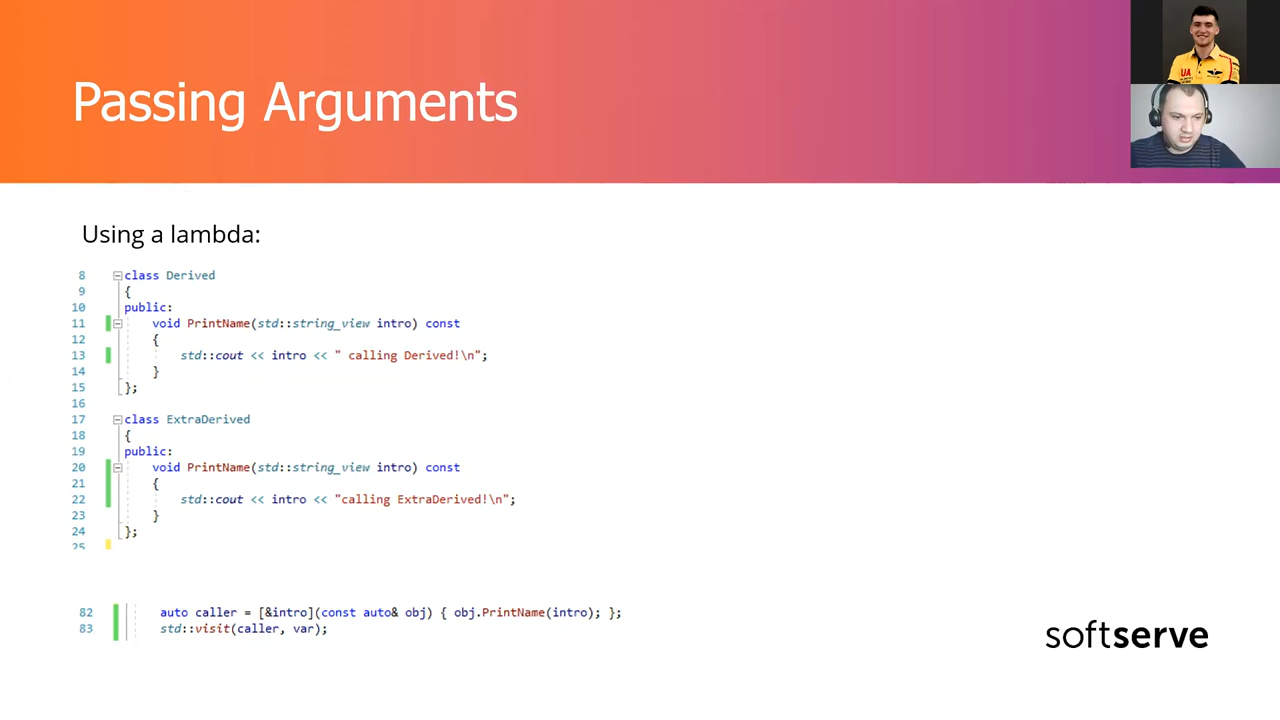 Passing Arguments
UA
Using a lambda:
8 class Derived
9 {
10 public:
11 void PrintName(std::string_view intro) const
12 {
13 std::cout << intro << " calling Derived!\n";
14 }
15 };
16
17 class ExtraDerived
18 {
19 public:
20 void PrintName(std::string_view intro) const
21 {
22 std::cout << intro << "calling ExtraDerived!\n";
23 }
24 };
25
82 auto caller = [&intro](const auto& obj) { obj.PrintName(intro); };
83 std::visit(caller, var);
softserve